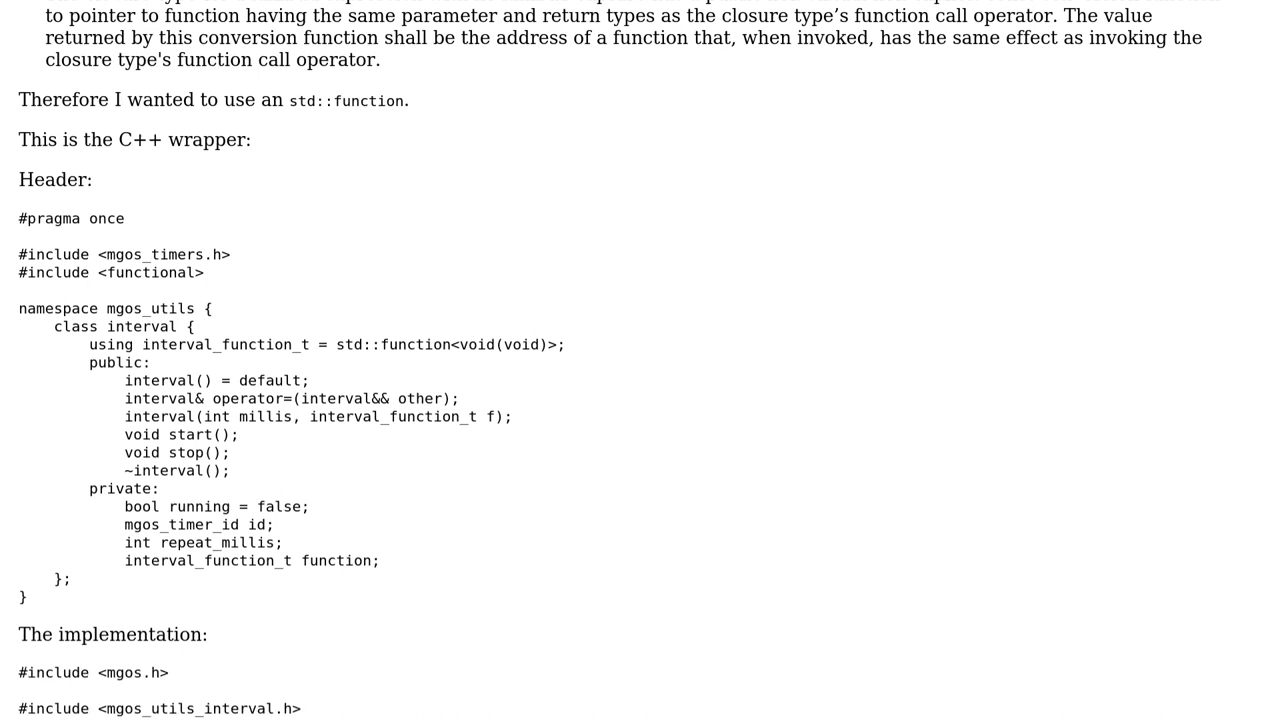 to pointer to function having the same parameter and return types as the closure type’s function call operator. The value
returned by this conversion function shall be the address of a function that, when invoked, has the same effect as invoking the
closure type's function call operator.
Therefore I wanted to use an std::function.
This is the C++ wrapper:
Header:
#pragma once
#include <mgos_timers.h>
#include <functional>
namespace mgos_utils {
    class interval {
        using interval_function_t = std::function<void(void)>;
        public:
            interval() = default;
            interval& operator=(interval&& other);
            interval(int millis, interval_function_t f);
            void start();
            void stop();
            ~interval();
        private:
            bool running = false;
            mgos_timer_id id;
            int repeat_millis;
            interval_function_t function;
    };
}
The implementation:
#include <mgos.h>
#include <mgos_utils_interval.h>